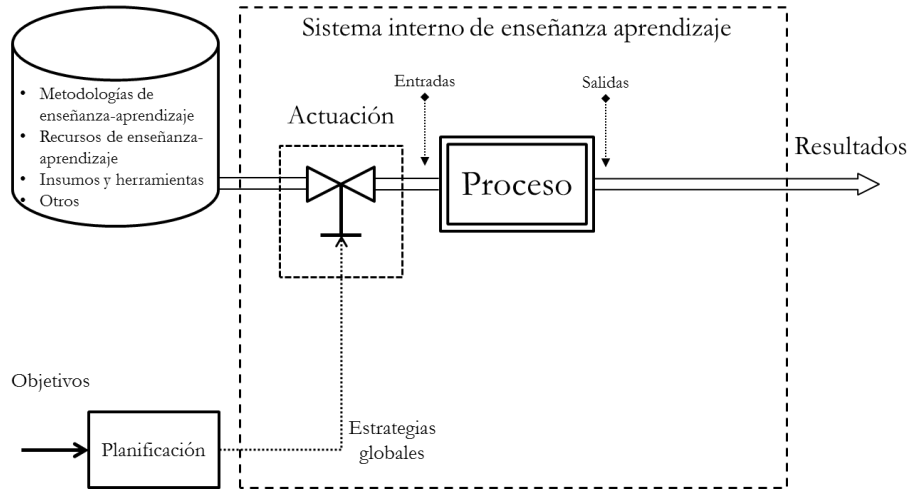 Sistema interno de enseñanza aprendizaje
• Metodologías de
enseñanza-aprendizaje
• Recursos de enseñanza-
aprendizaje
• Insumos y herramientas
• Otros
Actuación
Entradas
Salidas
Proceso
Resultados
Objetivos
Planificación
Estrategias
globales